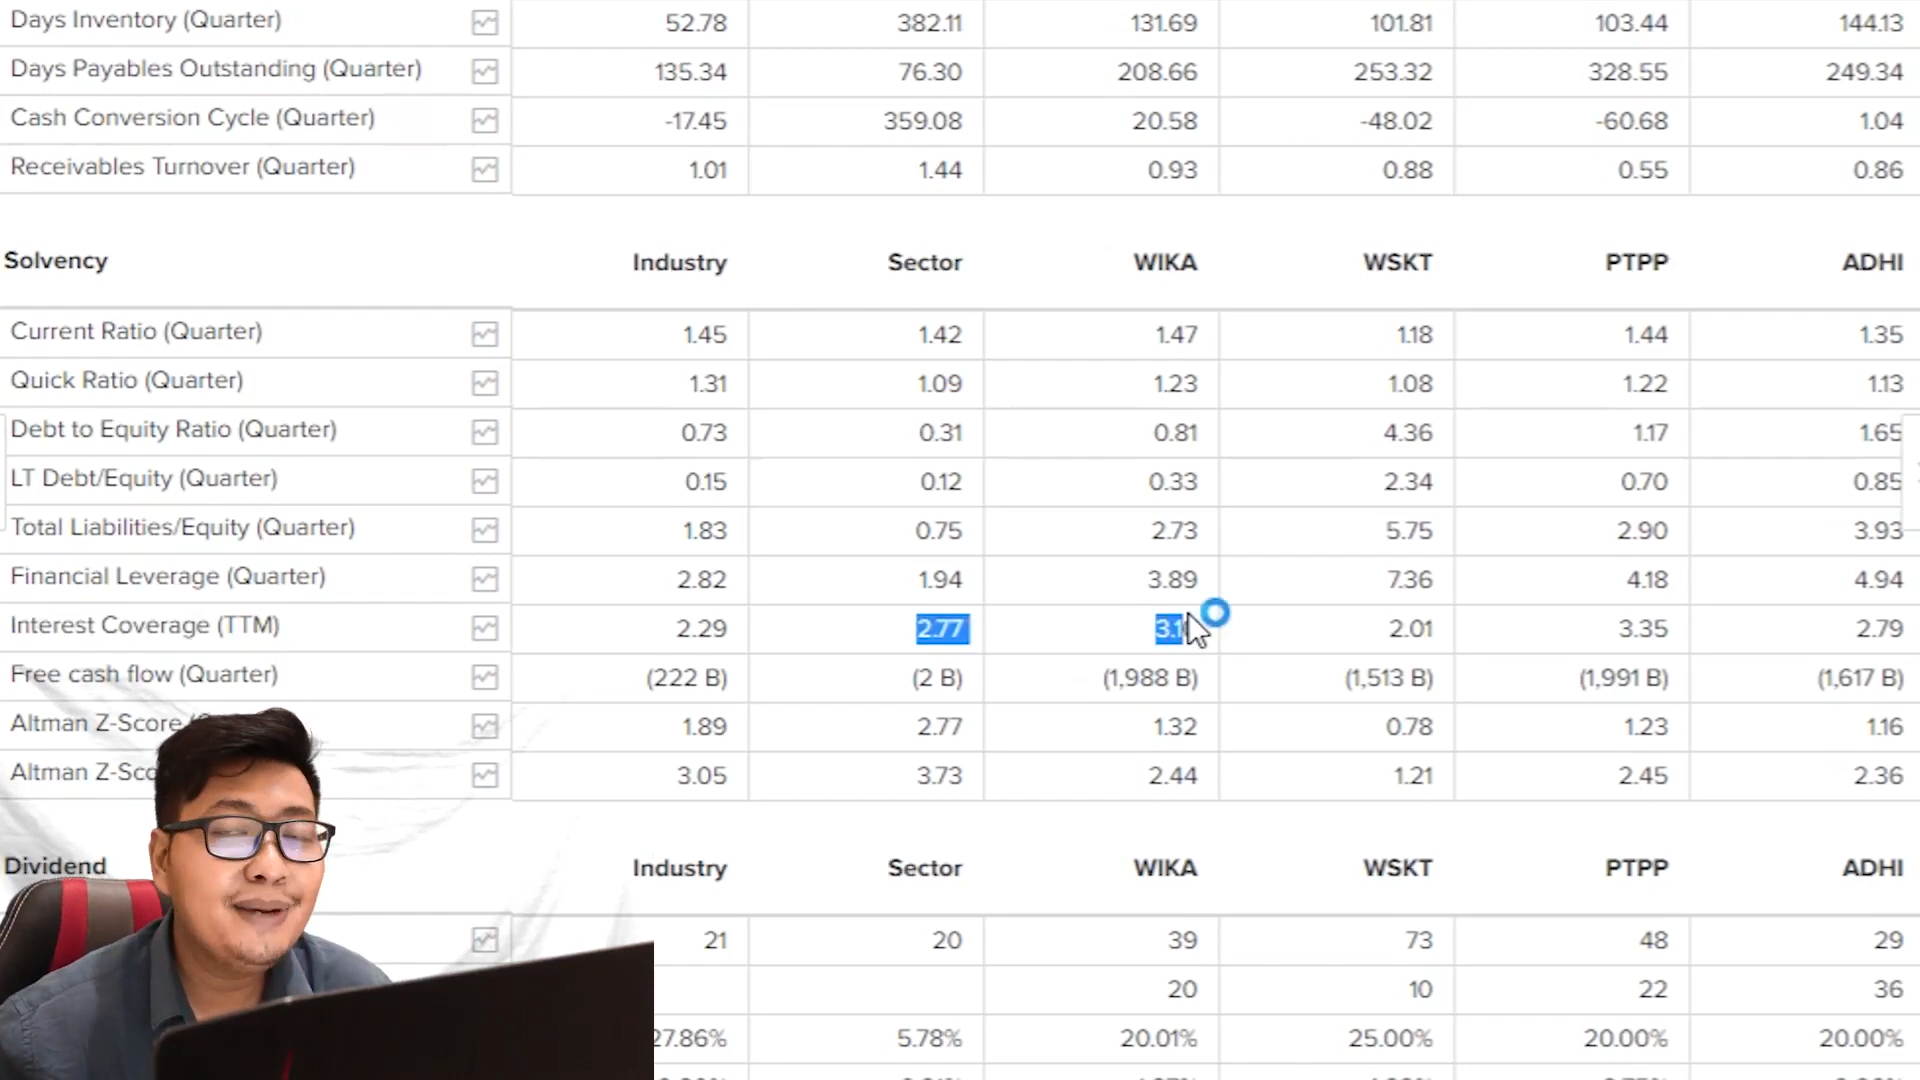 Days Inventory (Quarter) 52.78 382.11 131.69 101.81 103.44 144.13
Days Payables Outstanding (Quarter) 135.34 76.30 208.66 253.32 328.55 249.34
Cash Conversion Cycle (Quarter) -17.45 359.08 20.58 -48.02 -60.68 1.04
Receivables Turnover (Quarter) 1.01 1.44 0.93 0.88 0.55 0.86
Solvency Industry Sector WIKA WSKT PTPP ADHI
Current Ratio (Quarter) 1.45 1.42 1.47 1.18 1.44 1.35
Quick Ratio (Quarter) 1.31 1.09 1.23 1.08 1.22 1.13
Debt to Equity Ratio (Quarter) 0.73 0.31 0.81 4.36 1.17 1.65
LT Debt/Equity (Quarter) 0.15 0.12 0.33 2.34 0.70 0.85
Total Liabilities/Equity (Quarter) 1.83 0.75 2.73 5.75 2.90 3.93
Financial Leverage (Quarter) 2.82 1.94 3.89 7.36 4.18 4.94
Interest Coverage (TTM) 2.29 2.77 2.01 3.35 2.79
Free cash flow (Quarter) (222 B) (2 B) (1,988 B) (1,513 B) (1,991 B) (1,617 B)
Altman Z-Score 1.89 2.77 1.32 0.78 1.23 1.16
Altman 3.05 3.73 2.44 1.21 2.45 2.36
Dividend Industry Sector WIKA WSKT PTPP ADHI
21 20 39 73 48 29
20 10 22 36
27.86% 5.78% 20.01% 25.00% 20.00% 20.00%